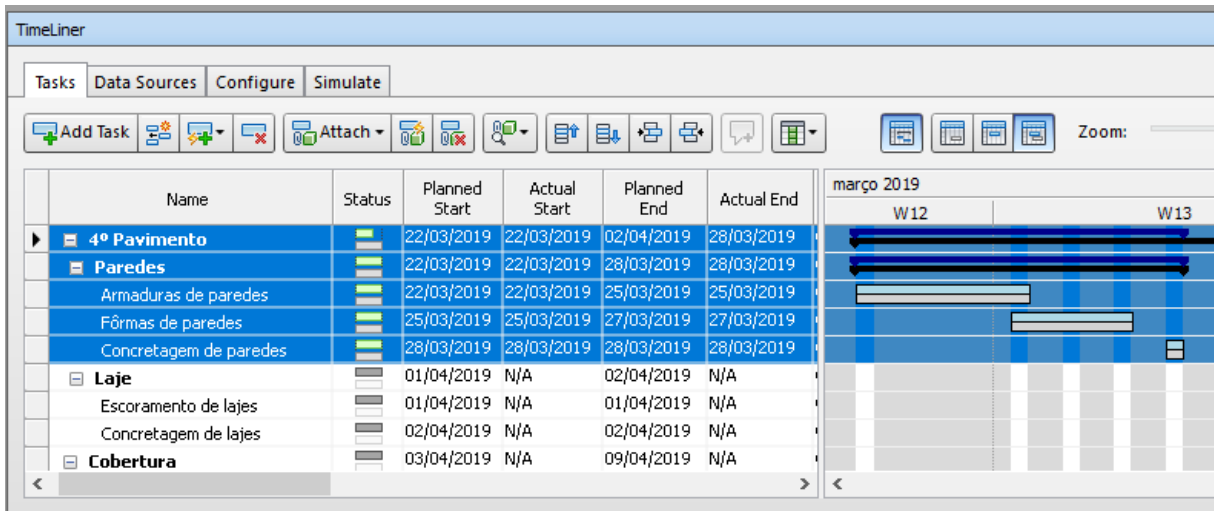 TimeLiner
Tasks Data Sources Configure Simulate
Add Task Attach Zoom:
Name Status Planned Start Actual Start Planned End Actual End março 2019
W12 W13
4º Pavimento 22/03/2019 22/03/2019 02/04/2019 28/03/2019
Paredes 22/03/2019 22/03/2019 28/03/2019 28/03/2019
Armaduras de paredes 22/03/2019 22/03/2019 25/03/2019 25/03/2019
Fôrmas de paredes 25/03/2019 25/03/2019 27/03/2019 27/03/2019
Concretagem de paredes 28/03/2019 28/03/2019 28/03/2019 28/03/2019
Laje 01/04/2019 N/A 02/04/2019 N/A
Escoramento de lajes 01/04/2019 N/A 01/04/2019 N/A
Concretagem de lajes 02/04/2019 N/A 02/04/2019 N/A
Cobertura 03/04/2019 N/A 09/04/2019 N/A